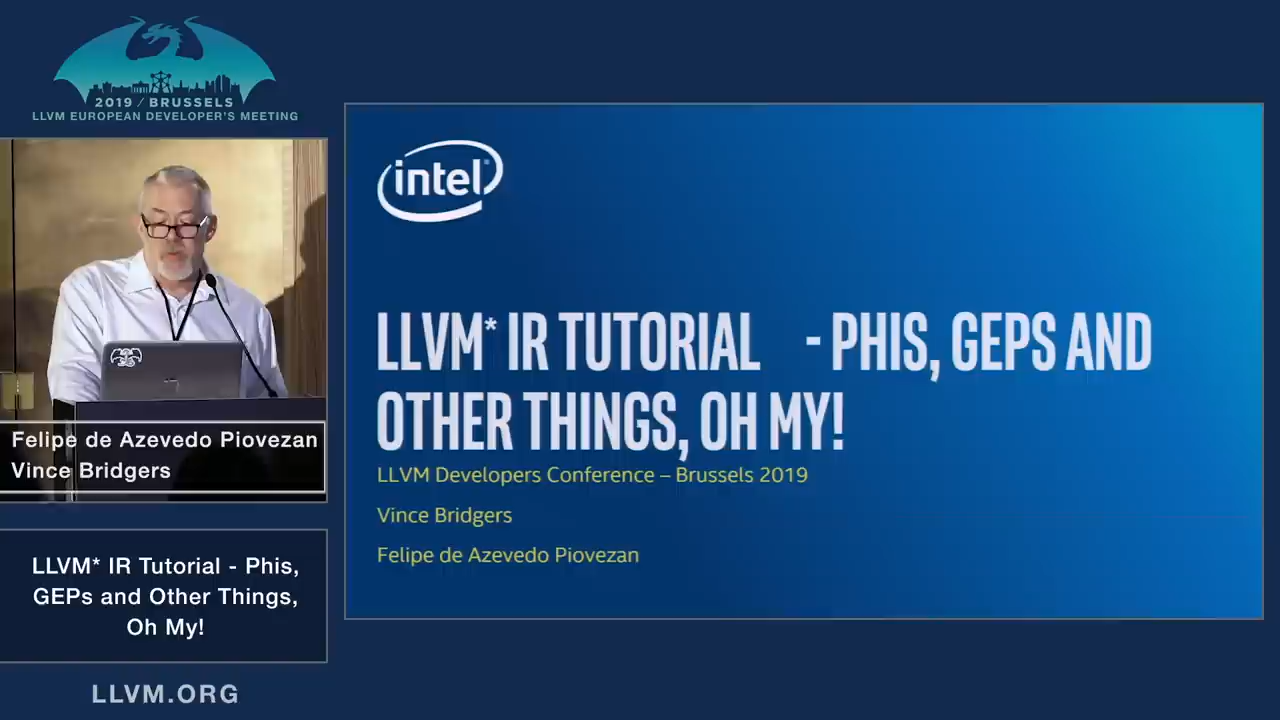 2019 / BRUSSELS
LLVM EUROPEAN DEVELOPER'S MEETING
intel
LLVM* IR TUTORIAL - PHIS, GEPS AND
OTHER THINGS, OH MY!
LLVM Developers Conference – Brussels 2019
Vince Bridgers
Felipe de Azevedo Piovezan
Felipe de Azevedo Piovezan
Vince Bridgers
LLVM* IR Tutorial - Phis,
GEPs and Other Things,
Oh My!
LLVM.ORG